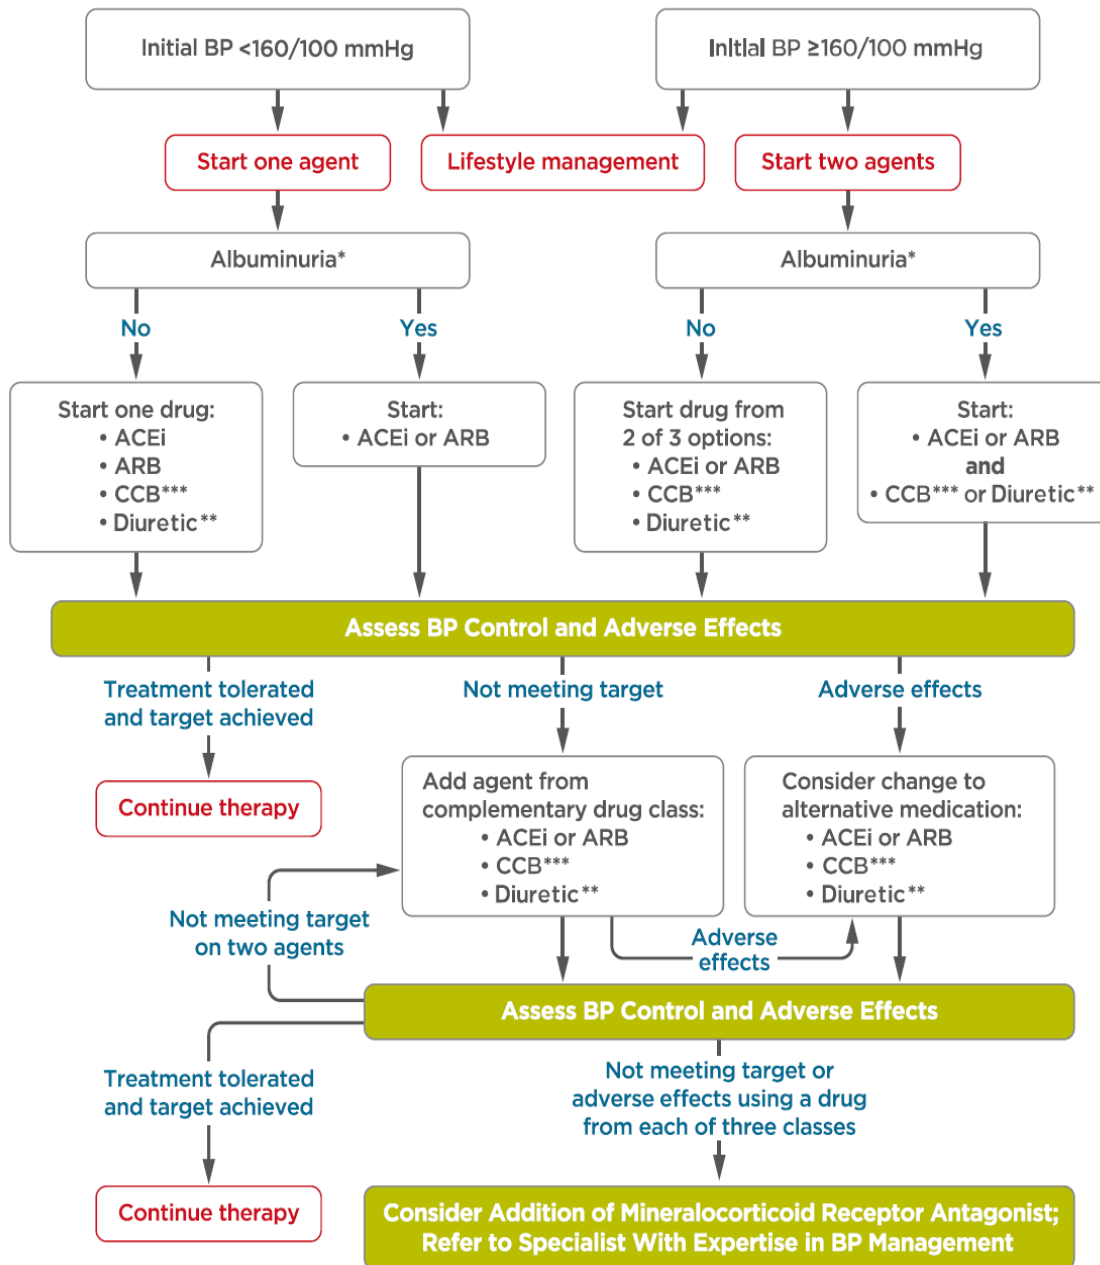 Initial BP <160/100 mmHg
Initial BP ≥160/100 mmHg
Start one agent
Lifestyle management
Start two agents
Albuminuria*
Albuminuria*
No
Yes
No
Yes
Start one drug:
• ACEi
• ARB
• CCB***
• Diuretic**
Start:
• ACEi or ARB
Start drug from
2 of 3 options:
• ACEi or ARB
• CCB***
• Diuretic**
Start:
• ACEi or ARB
and
• CCB*** or Diuretic**
Assess BP Control and Adverse Effects
Treatment tolerated
and target achieved
Not meeting target
Adverse effects
Continue therapy
Add agent from
complementary drug class:
• ACEi or ARB
• CCB***
• Diuretic**
Consider change to
alternative medication:
• ACEi or ARB
• CCB***
• Diuretic**
Not meeting target
on two agents
Adverse
effects
Assess BP Control and Adverse Effects
Treatment tolerated
and target achieved
Not meeting target or
adverse effects using a drug
from each of three classes
Continue therapy
Consider Addition of Mineralocorticoid Receptor Antagonist;
Refer to Specialist With Expertise in BP Management